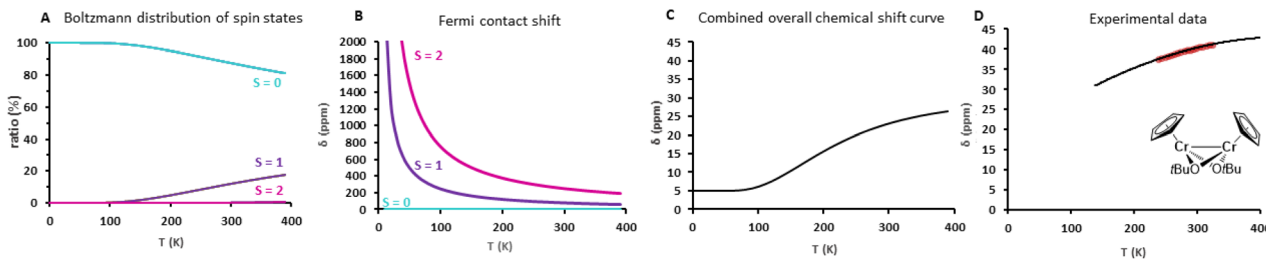 A Boltzmann distribution of spin states
100
80
60
40
20
0
ratio (%)
S = 0
S = 1
S = 2
0 100 200 300 400
T (K)
B Fermi contact shift
2000
1800
1600
1400
1200
1000
800
600
400
200
0
δ (ppm)
S = 2
S = 1
S = 0
0 100 200 300 400
T (K)
C Combined overall chemical shift curve
45
40
35
30
25
20
15
10
5
0
δ (ppm)
0 100 200 300 400
T (K)
D Experimental data
45
40
35
30
25
20
15
10
5
0
δ (ppm)
Cr Cr
tBuO OtBu
0 100 200 300 400
T (K)